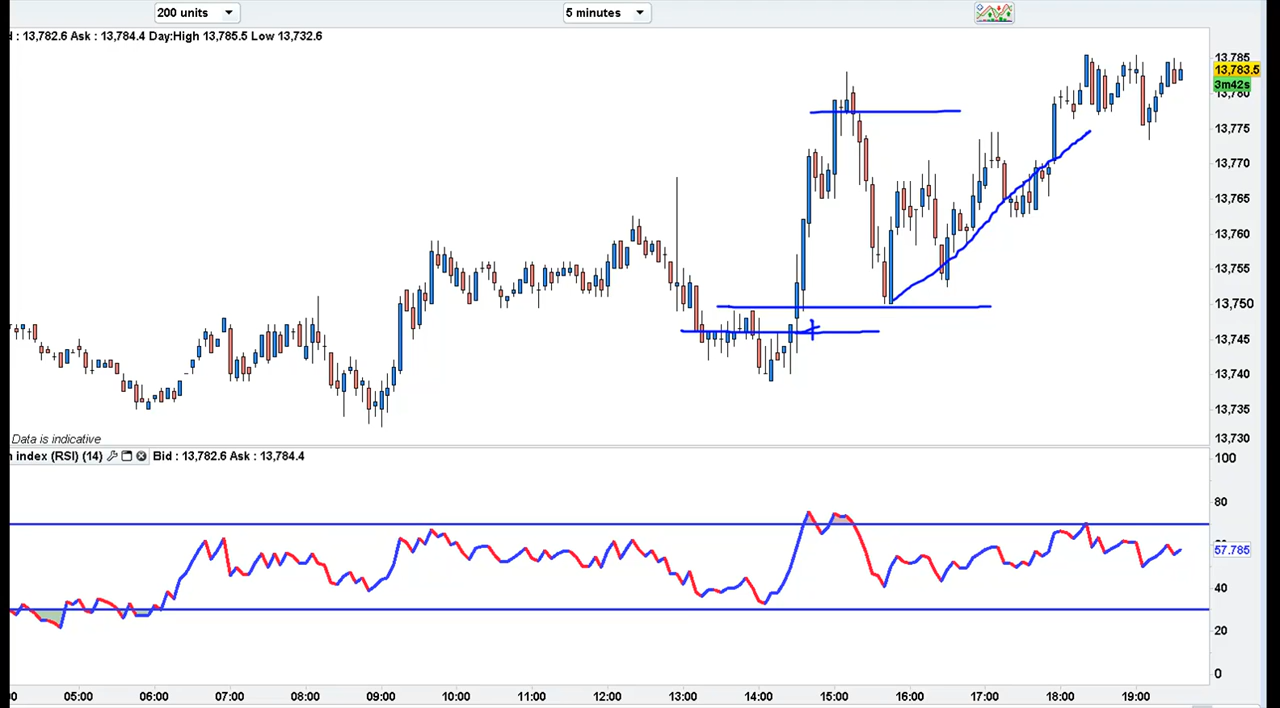 200 units
5 minutes
: 13,782.6 Ask : 13,784.4 Day:High 13,785.5 Low 13,732.6
13,785
13,783.5
3m42s
13,780
13,775
13,770
13,765
13,760
13,755
13,750
13,745
13,740
13,735
13,730
Data is indicative
index (RSI) (14) Bid : 13,782.6 Ask : 13,784.4
100
80
57.785
40
20
0
05:00 06:00 07:00 08:00 09:00 10:00 11:00 12:00 13:00 14:00 15:00 16:00 17:00 18:00 19:00